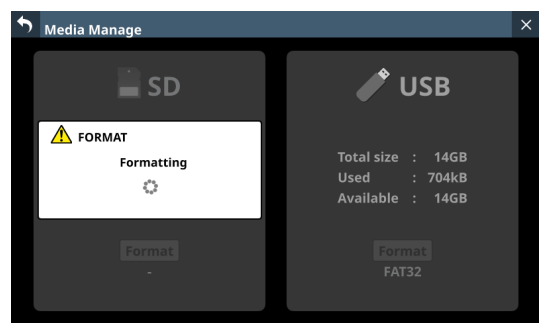 Media Manage
SD
FORMAT
Formatting
Format
-
USB
Total size : 14GB
Used : 704kB
Available : 14GB
Format
FAT32